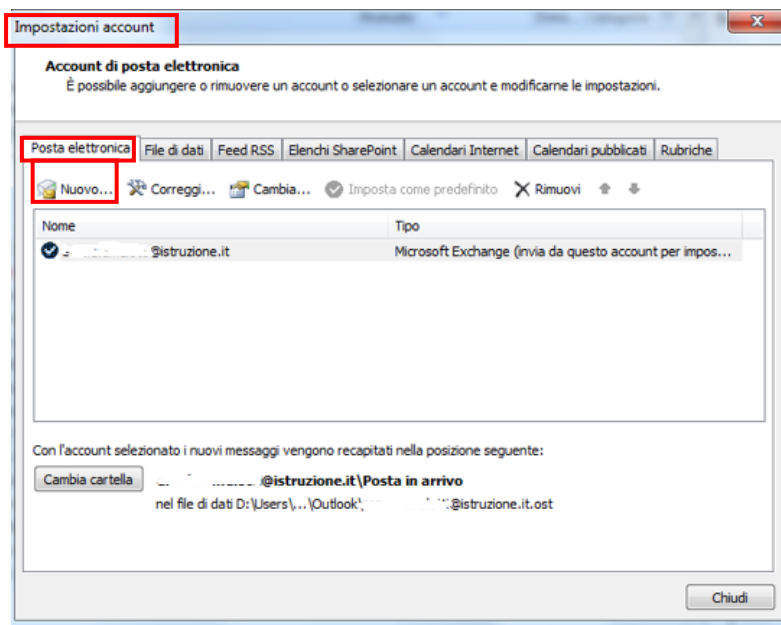 Impostazioni account
Account di posta elettronica
È possibile aggiungere o rimuovere un account o selezionare un account e modificarne le impostazioni.
Posta elettronica File di dati Feed RSS Elenchi SharePoint Calendari Internet Calendari pubblicati Rubriche
Nuovo... Correggi... Cambia... Imposta come predefinito Rimuovi
Nome Tipo
@istruzione.it Microsoft Exchange (invia da questo account per impos...
Con l'account selezionato i nuovi messaggi vengono recapitati nella posizione seguente:
Cambia cartella @istruzione.it\Posta in arrivo
nel file di dati D:\Users\...\Outlook\ @istruzione.it.ost
Chiudi